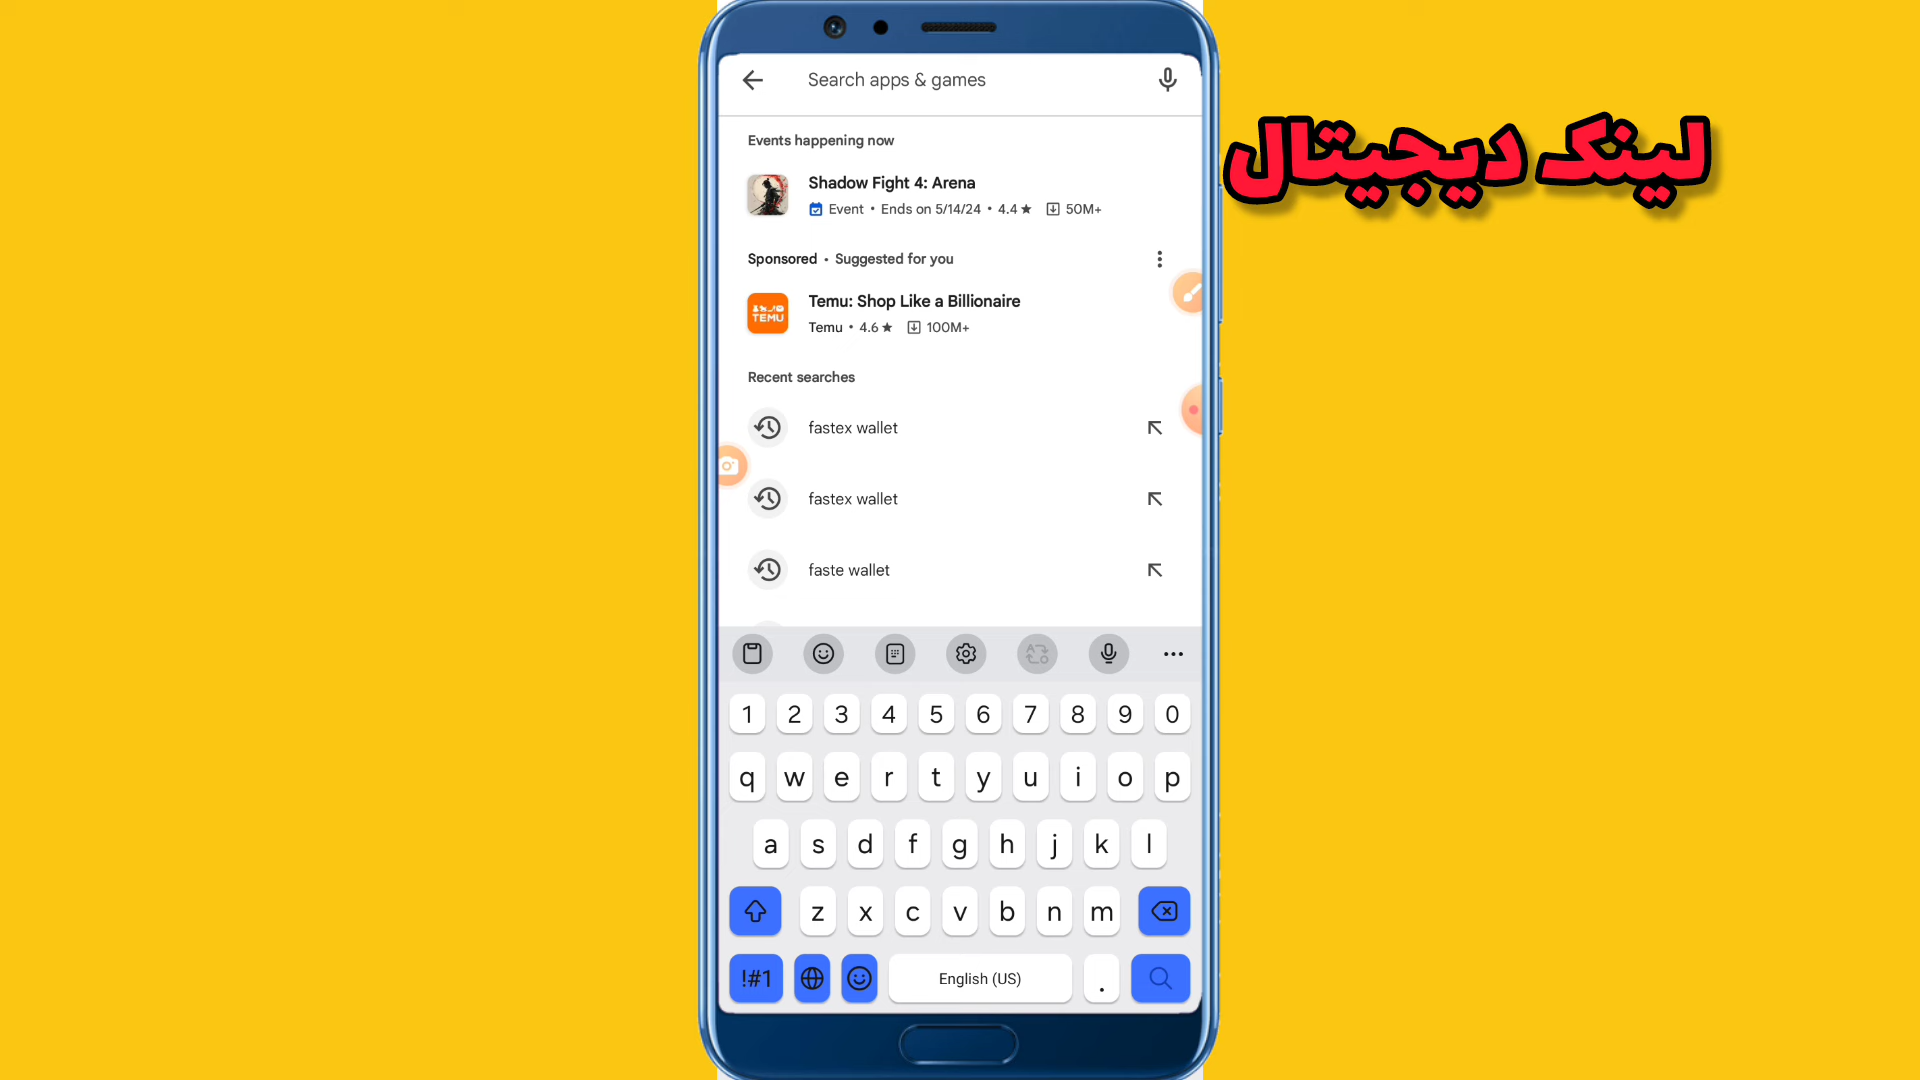 Search apps & games
لینک دیجیتال
Events happening now
Shadow Fight 4: Arena
Event • Ends on 5/14/24 • 4.4★ 50M+
Sponsored • Suggested for you
Temu: Shop Like a Billionaire
TEMU
Temu • 4.6★ 100M+
Recent searches
fastex wallet
fastex wallet
faste wallet
1 2 3 4 5 6 7 8 9 0
q w e r t y u i o p
a s d f g h j k l
z x c v b n m
!#1 English (US) .